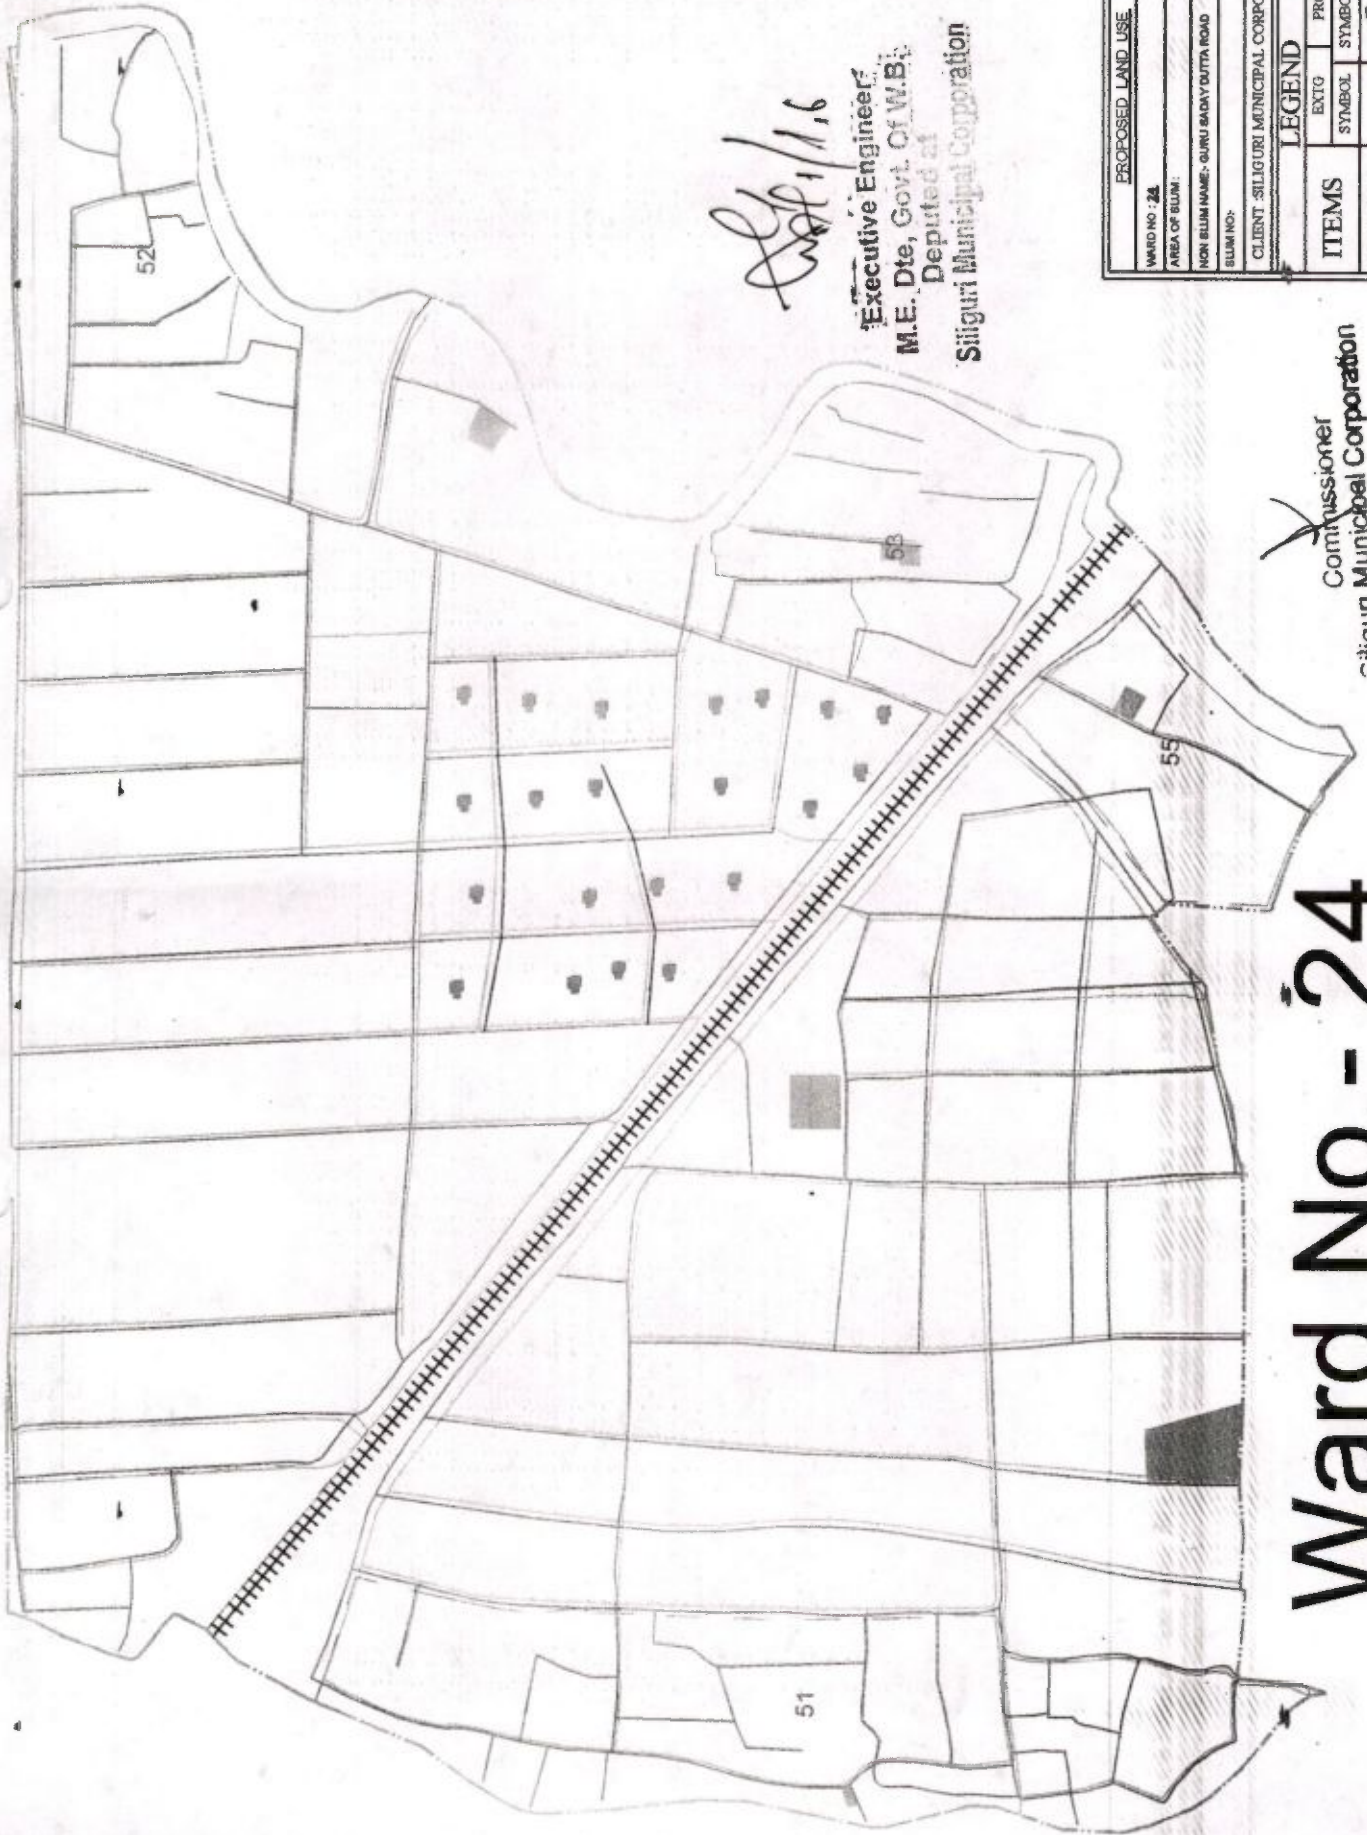 52
53
55
51
Executive Engineer
M.E. Dte, Govt. Of W.B.
Deputed at
Siliguri Municipal Corporation
Commissioner
Municipal Corporation
PROPOSED LAND USE
WARD NO : 24
AREA OF SLUM :
NON SLUM NAME:- GURU SADAY DUTTA ROAD
SLUM NO:-
CLIENT :SILIGURI MUNICIPAL CORPO
LEGEND
ITEMS
EXTG
SYMBOL
Ward No - 24